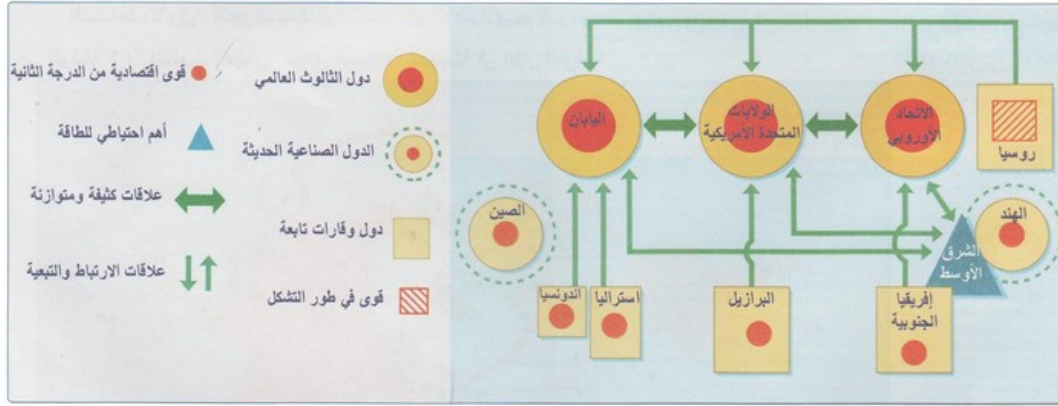 الاتحاد
الأوروبي
الولايات
المتحدة الأمريكية
اليابان
روسيا
الهند
الشرق
الأوسط
الصين
إفريقيا
الجنوبية
البرازيل
استراليا
اندونسيا
دول الثالوث العالمي
الدول الصناعية الحديثة
دول وقارات تابعة
قوى في طور التشكل
قوى اقتصادية من الدرجة الثانية
أهم احتياطي للطاقة
علاقات كثيفة ومتوازنة
علاقات الارتباط والتبعية